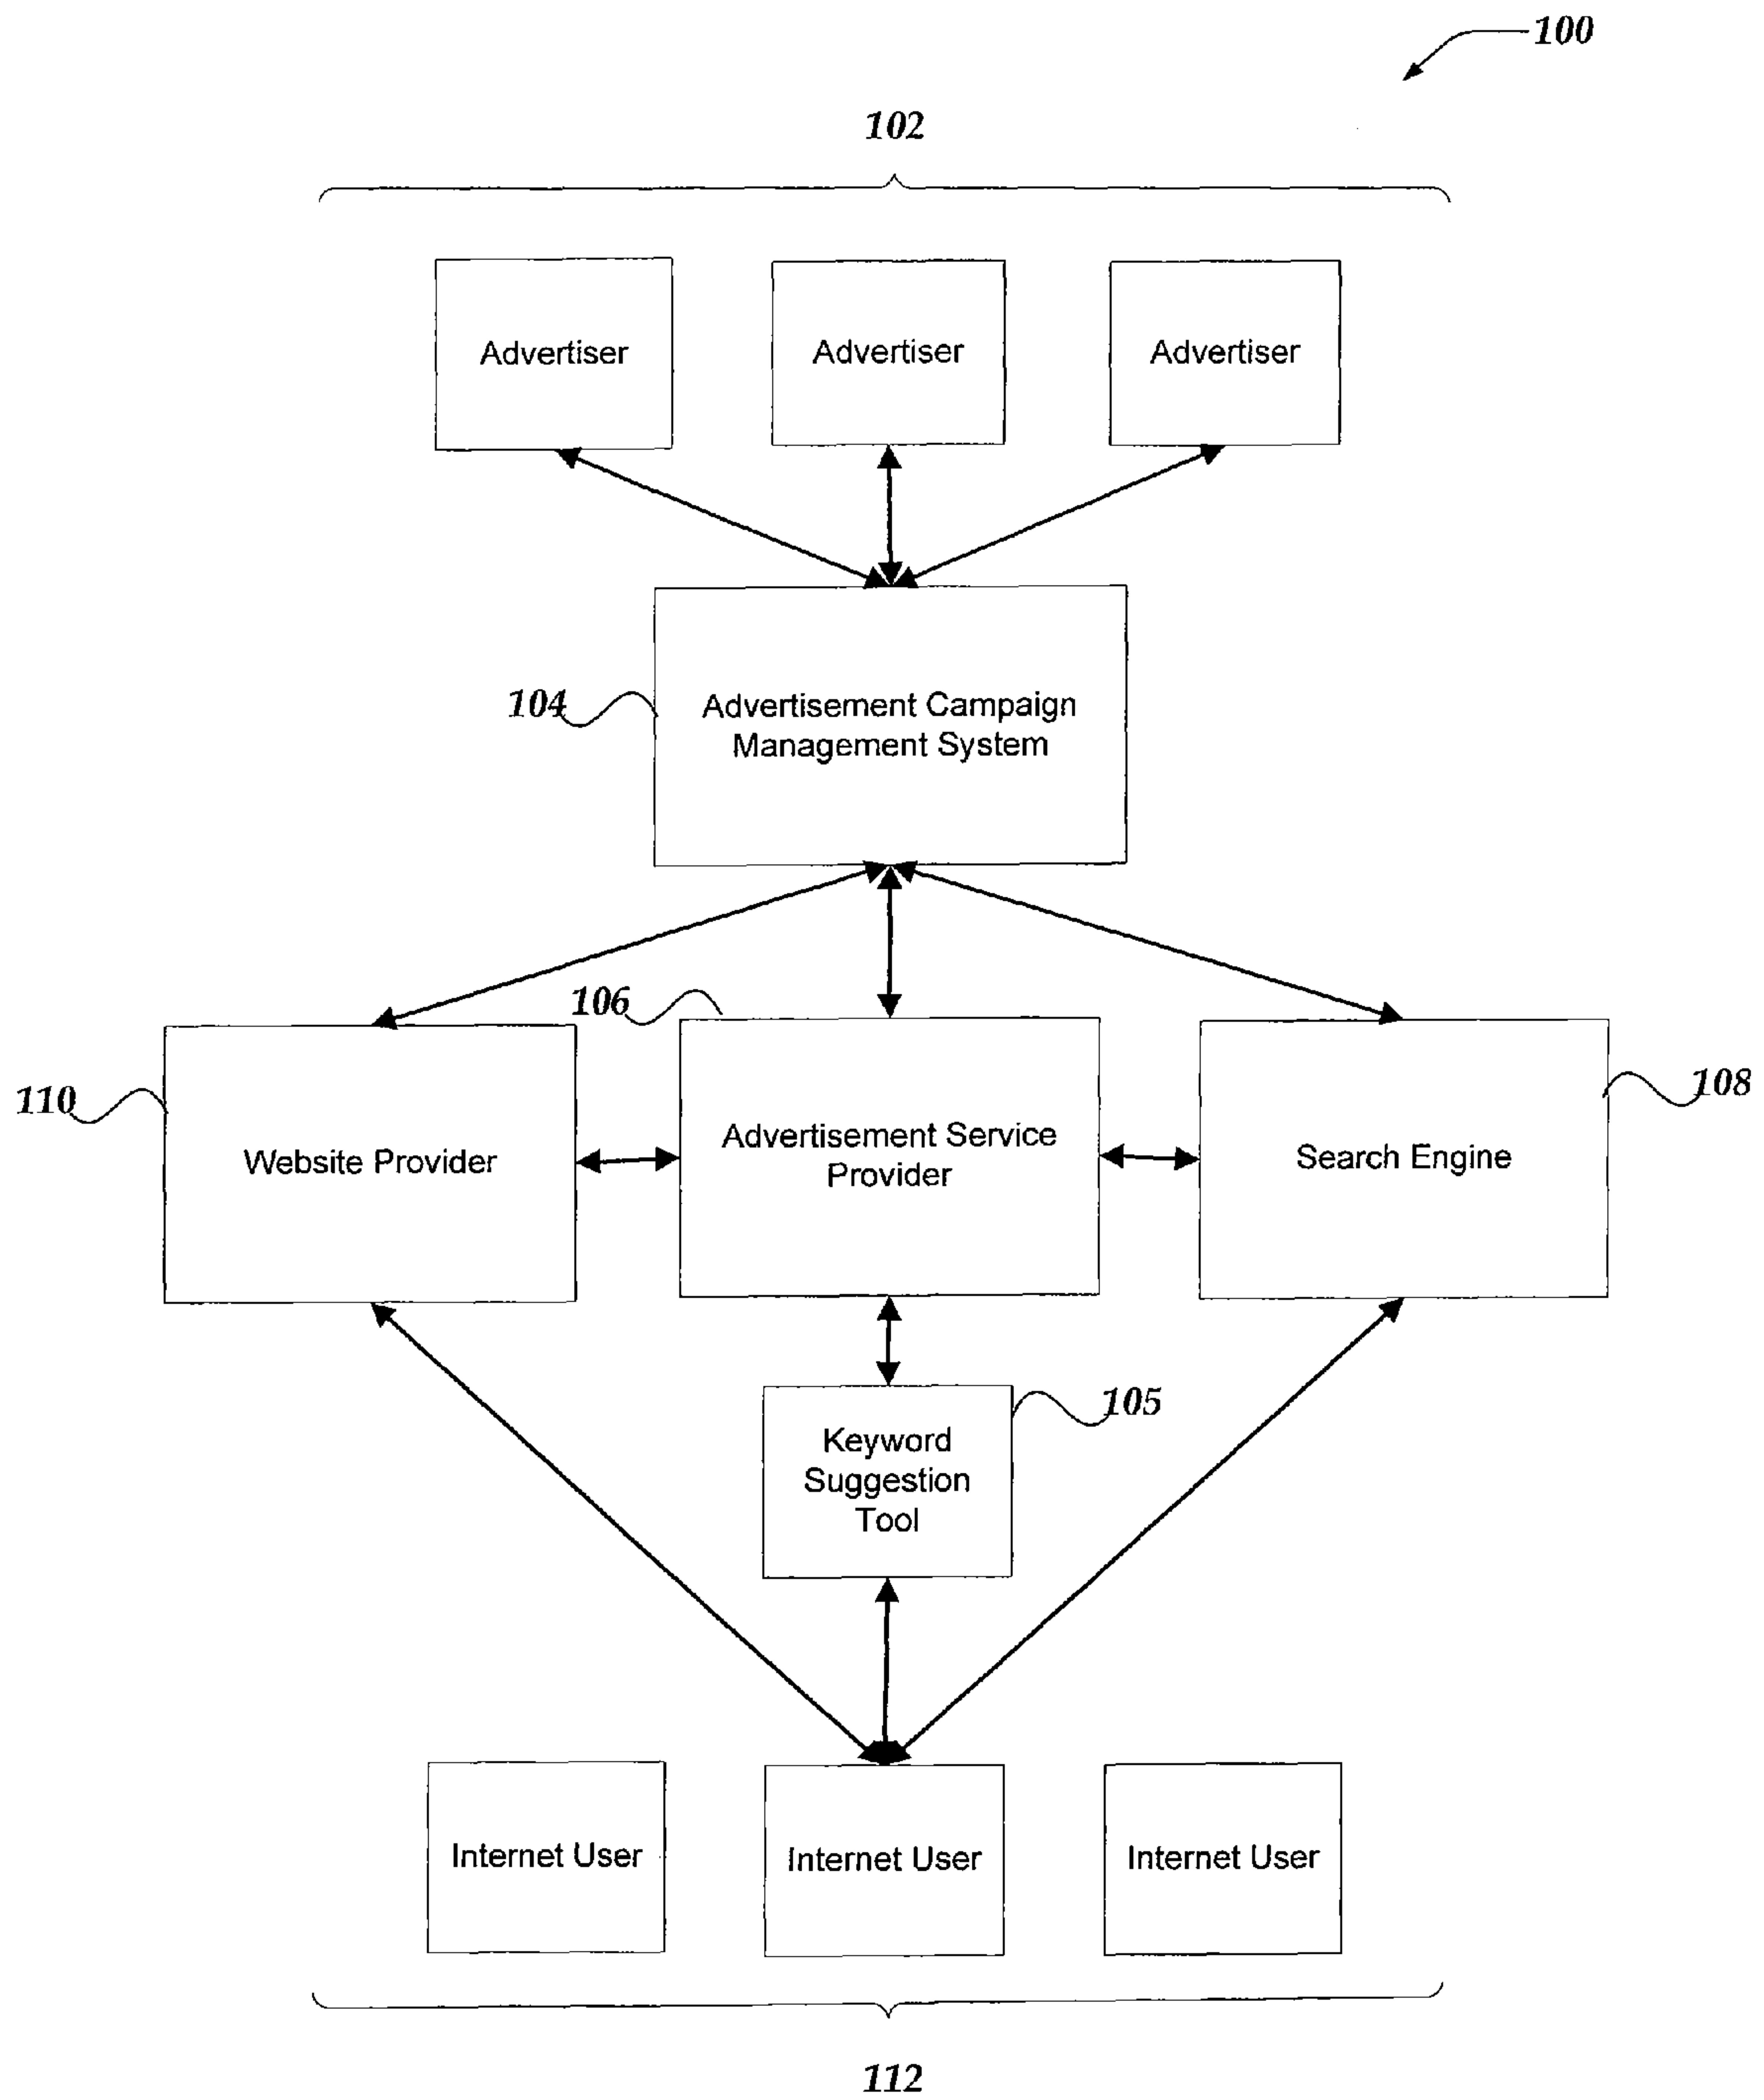 100
102
Advertiser
Advertiser
Advertiser
104
Advertisement Campaign
Management System
106
110
Website Provider
Advertisement Service
Provider
Search Engine
108
105
Keyword
Suggestion
Tool
Internet User
Internet User
Internet User
112